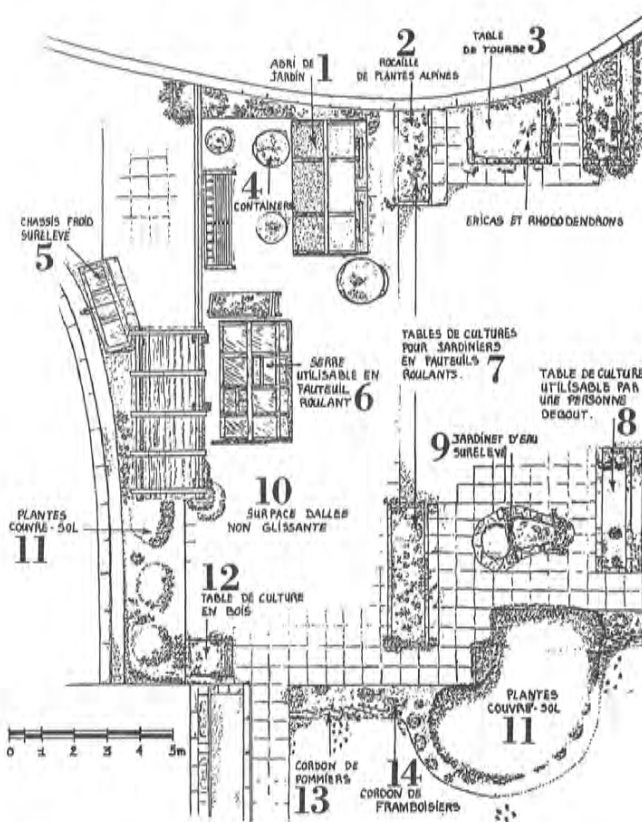 ABRI DE 1
JARDIN
2
ROCAILLE
DE PLANTES ALPINES
TABLE 3
DE TOURBE
4
CONTAINERS
ERICAS ET RHODODENDRONS
CHASSIS FROID
SURELEVÉ
5
SERRE
UTILISABLE EN
FAUTEUIL 6
ROULANT
TABLES DE CULTURES
POUR JARDINIERS
EN FAUTEUILS 7
ROULANTS.
TABLE DE CULTURE
UTILISABLE PAR
UNE PERSONNE
DEBOUT. 8
9 JARDINET D'EAU
SURELEVÉ
10
SURFACE DALLÉE
NON GLISSANTE
PLANTES
COUVRE-SOL
11
12
TABLE DE CULTURE
EN BOIS
PLANTES
COUVRE-SOL
11
0 1 2 3 4 5m
CORDON DE
POMMIERS
13
14
CORDON DE
FRAMBOISIERS